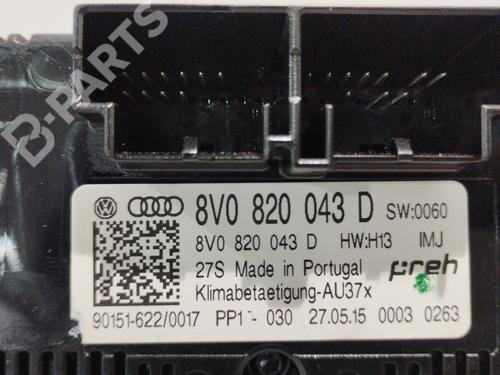 B-PARTS
8V0 820 043 D SW:0060
8V0 820 043 D HW:H13 IMJ
27S Made in Portugal preh
Klimabetaetigung-AU37x
90151-622/0017 PP1 - 030 27.05.15 0003 0263